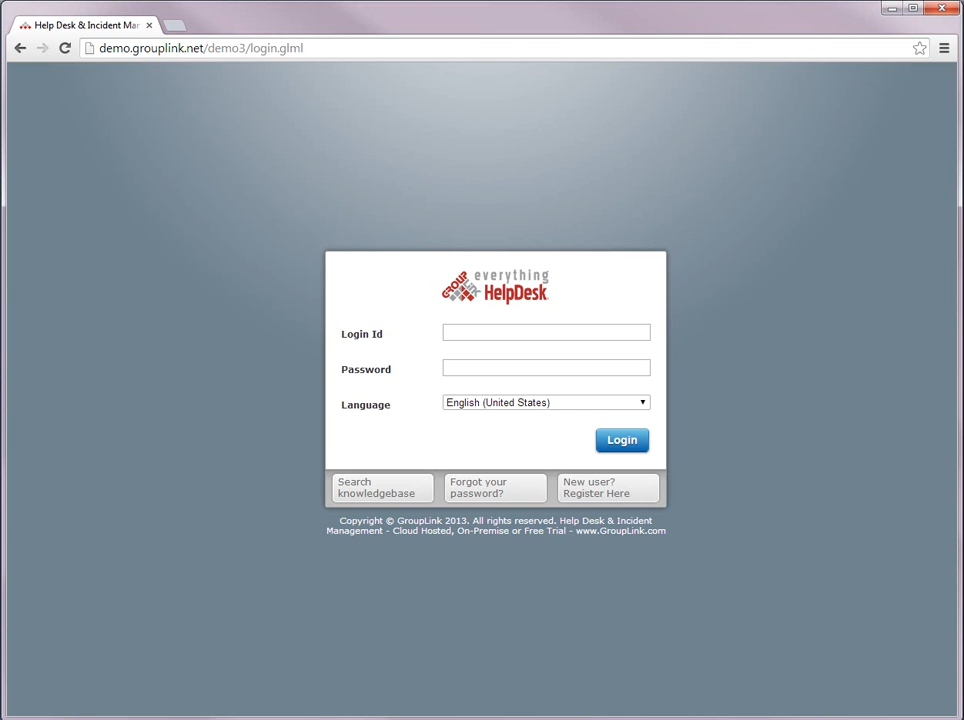 Help Desk & Incident Mar
demo.grouplink.net/demo3/login.glml
GROUP Link everything
HelpDesk
Login Id
Password
Language
English (United States)
Login
Search
knowledgebase
Forgot your
password?
New user?
Register Here
Copyright © GroupLink 2013. All rights reserved. Help Desk & Incident
Management - Cloud Hosted, On-Premise or Free Trial - www.GroupLink.com